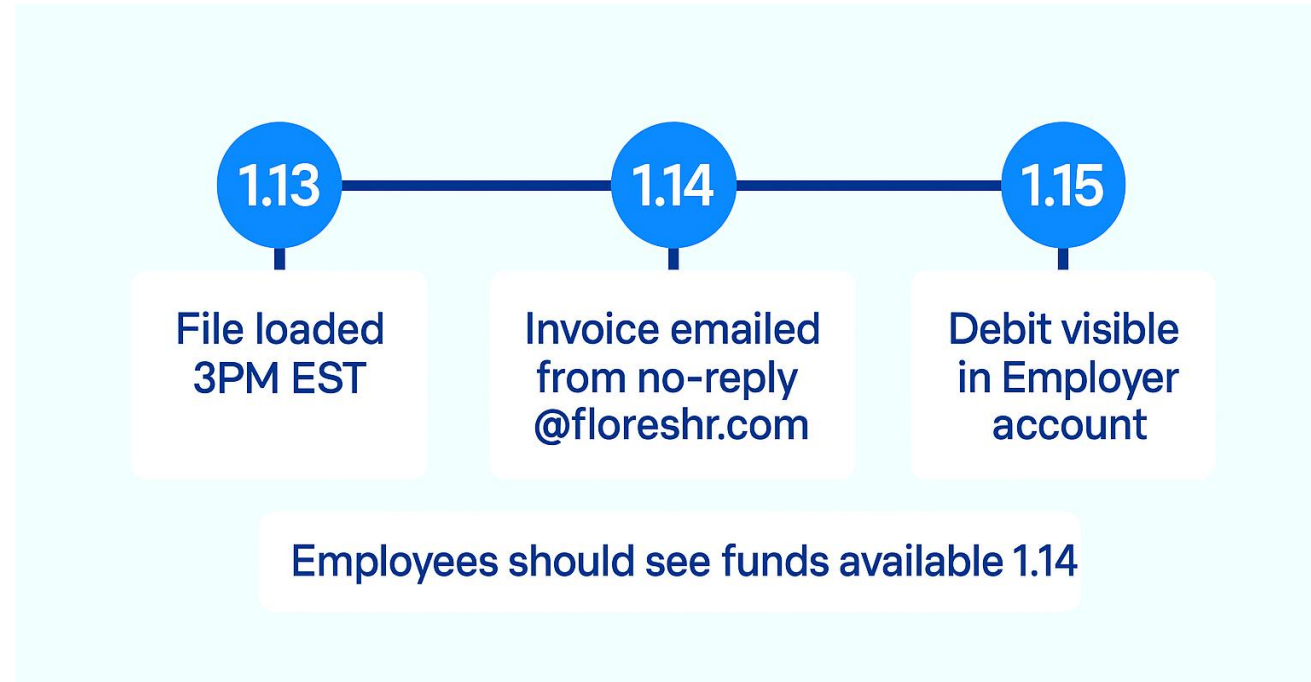 1.13
1.14
1.15
File loaded
3PM EST
Invoice emailed
from no-reply
@floreshr.com
Debit visible
in Employer
account
Employees should see funds available 1.14